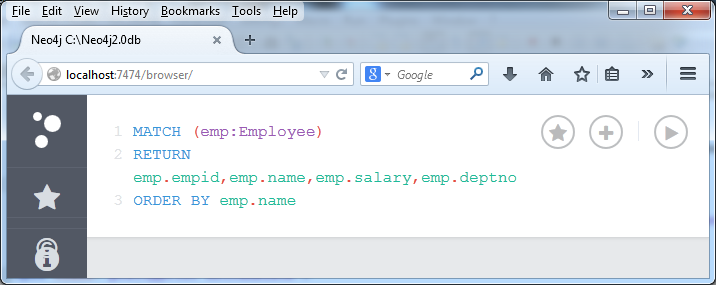 File Edit View History Bookmarks Tools Help
Neo4j C:\Neo4j2.0db
localhost:7474/browser/
Google
1 MATCH (emp:Employee)
2 RETURN
emp.empid,emp.name,emp.salary,emp.deptno
3 ORDER BY emp.name